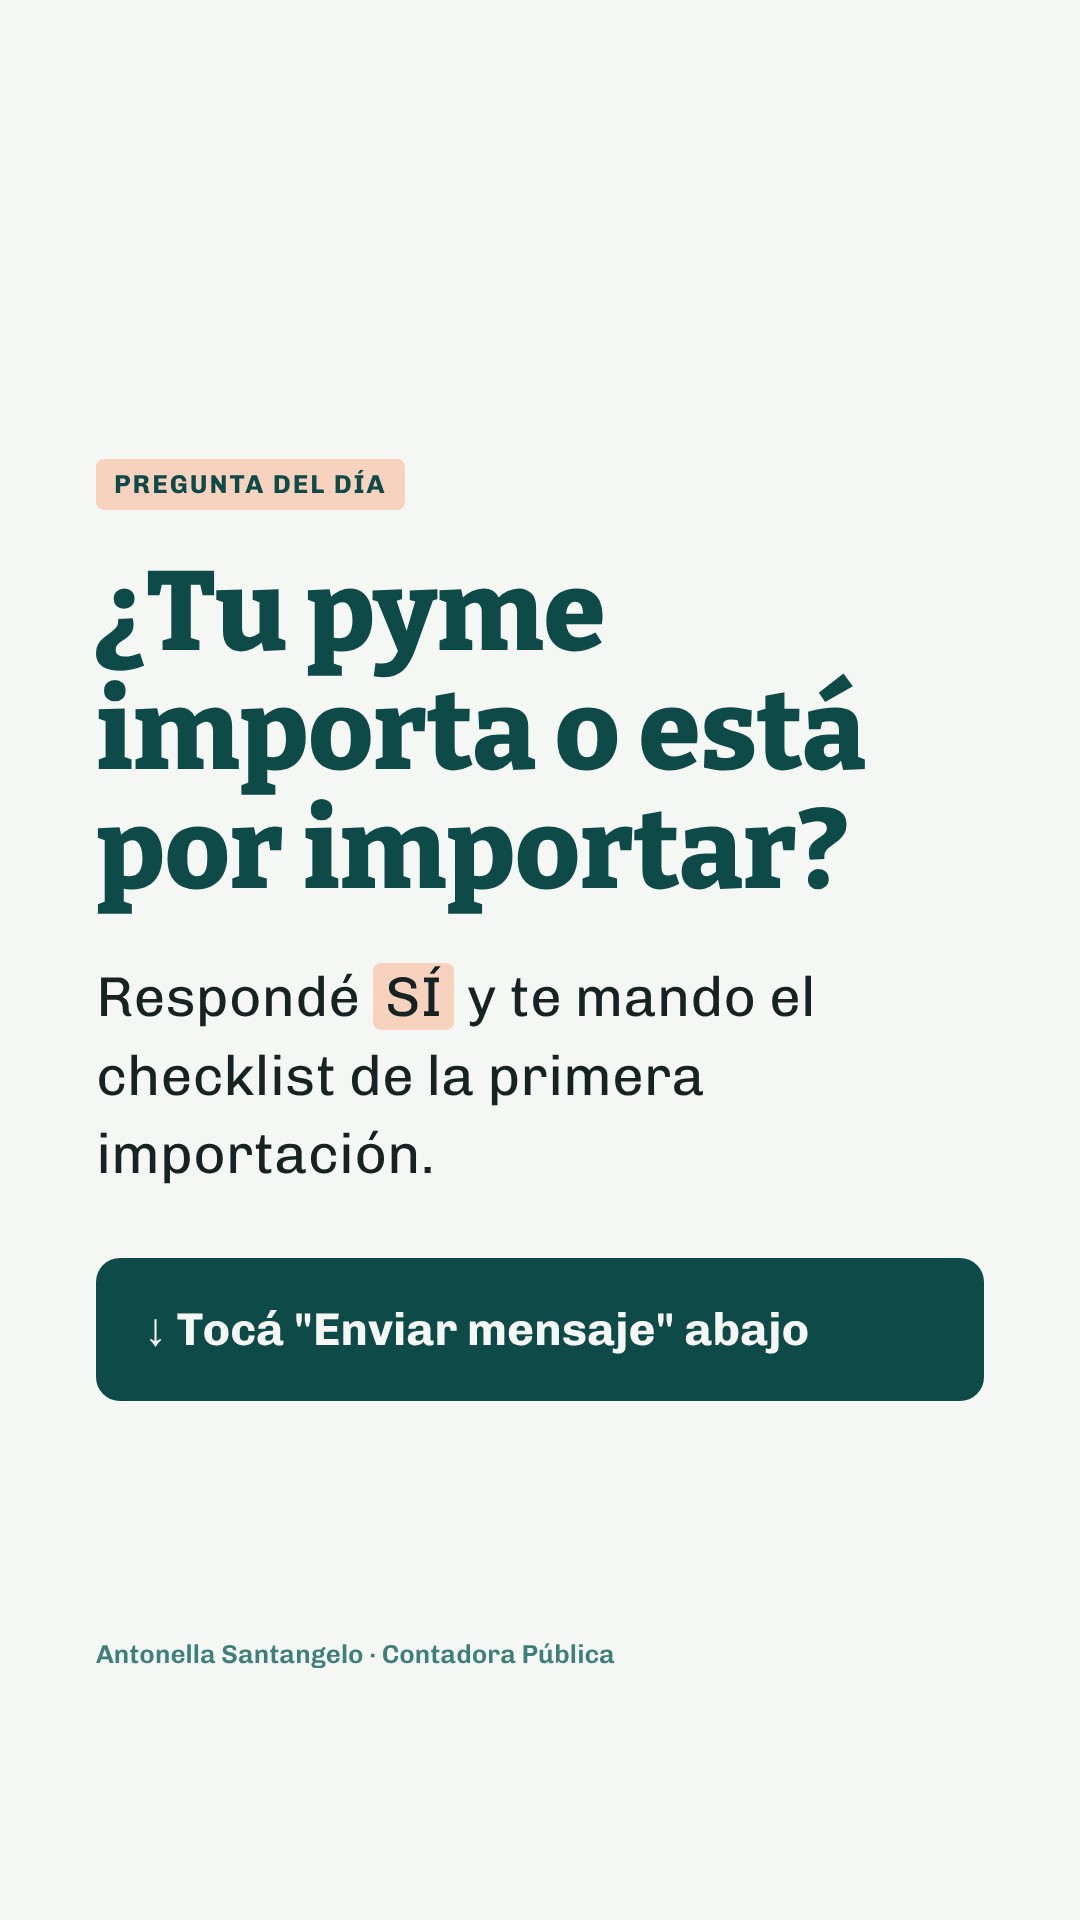 PREGUNTA DEL DÍA
¿Tu pyme
importa o está
por importar?
Respondé SÍ y te mando el
checklist de la primera
importación.
↓ Tocá "Enviar mensaje" abajo
Antonella Santangelo · Contadora Pública